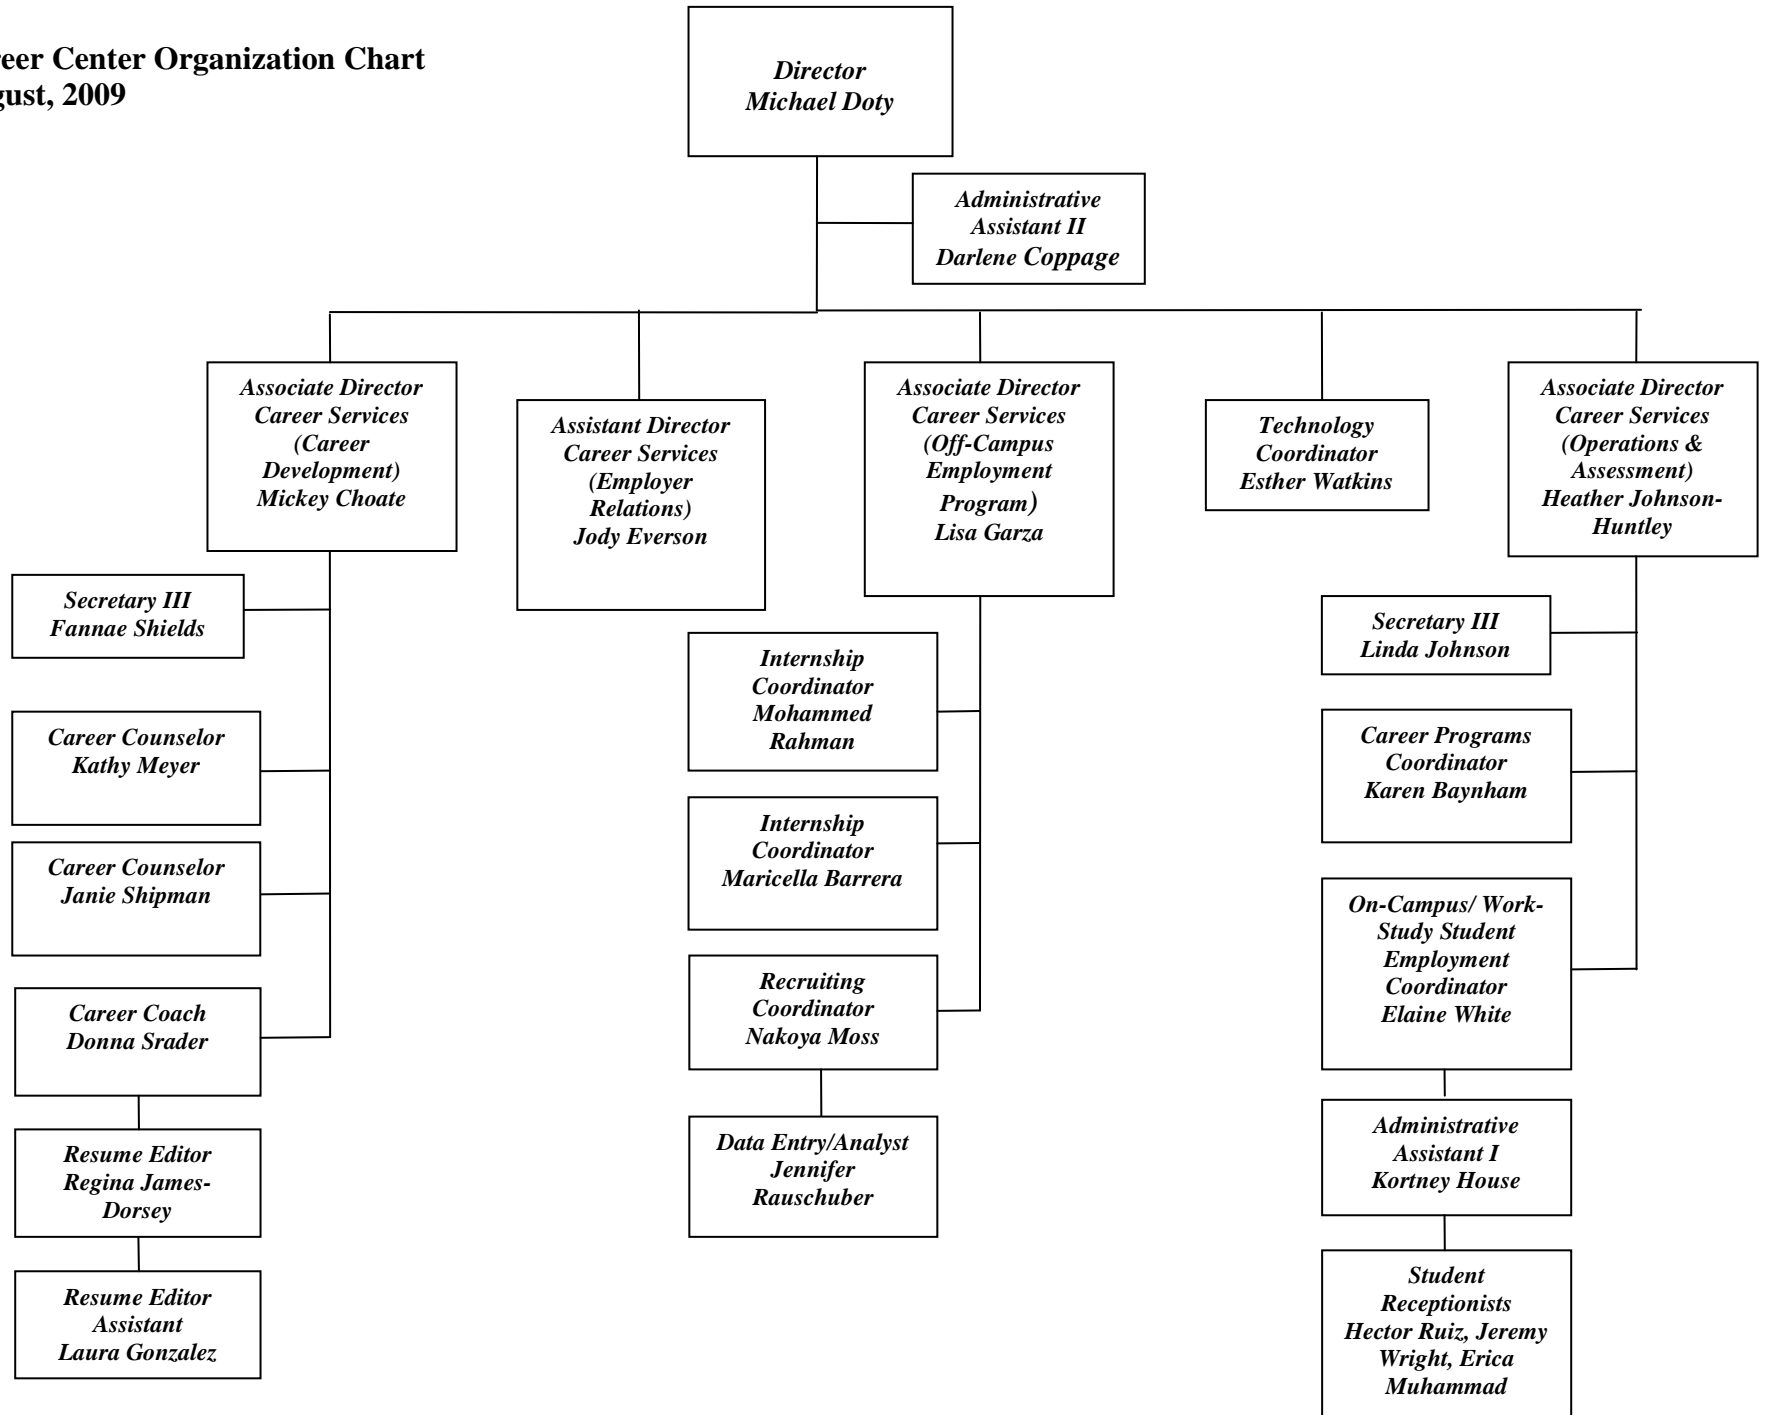 reer Center Organization Chart
gust, 2009
Director
Michael Doty
Administrative
Assistant II
Darlene Coppage
Associate Director
Career Services
(Career
Development)
Mickey Choate
Assistant Director
Career Services
(Employer
Relations)
Jody Everson
Associate Director
Career Services
(Off-Campus
Employment
Program)
Lisa Garza
Technology
Coordinator
Esther Watkins
Associate Director
Career Services
(Operations &
Assessment)
Heather Johnson-
Huntley
Secretary III
Fannae Shields
Career Counselor
Kathy Meyer
Career Counselor
Janie Shipman
Career Coach
Donna Srader
Resume Editor
Regina James-
Dorsey
Resume Editor
Assistant
Laura Gonzalez
Internship
Coordinator
Mohammed
Rahman
Internship
Coordinator
Maricella Barrera
Recruiting
Coordinator
Nakoya Moss
Data Entry/Analyst
Jennifer
Rauschuber
Secretary III
Linda Johnson
Career Programs
Coordinator
Karen Baynham
On-Campus/ Work-
Study Student
Employment
Coordinator
Elaine White
Administrative
Assistant I
Kortney House
Student
Receptionists
Hector Ruiz, Jeremy
Wright, Erica
Muhammad